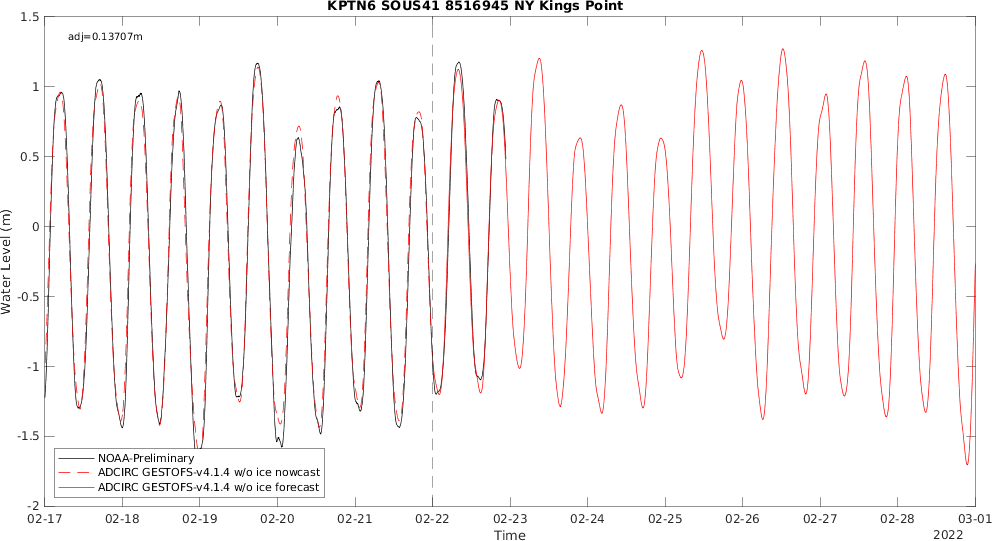 KPTN6 SOUS41 8516945 NY Kings Point
adj=0.13707m
1.5
1
0.5
0
-0.5
-1
-1.5
-2
Water Level (m)
NOAA-Preliminary
ADCIRC GESTOFS-v4.1.4 w/o ice nowcast
ADCIRC GESTOFS-v4.1.4 w/o ice forecast
02-17 02-18 02-19 02-20 02-21 02-22 02-23 02-24 02-25 02-26 02-27 02-28 03-01
Time
2022